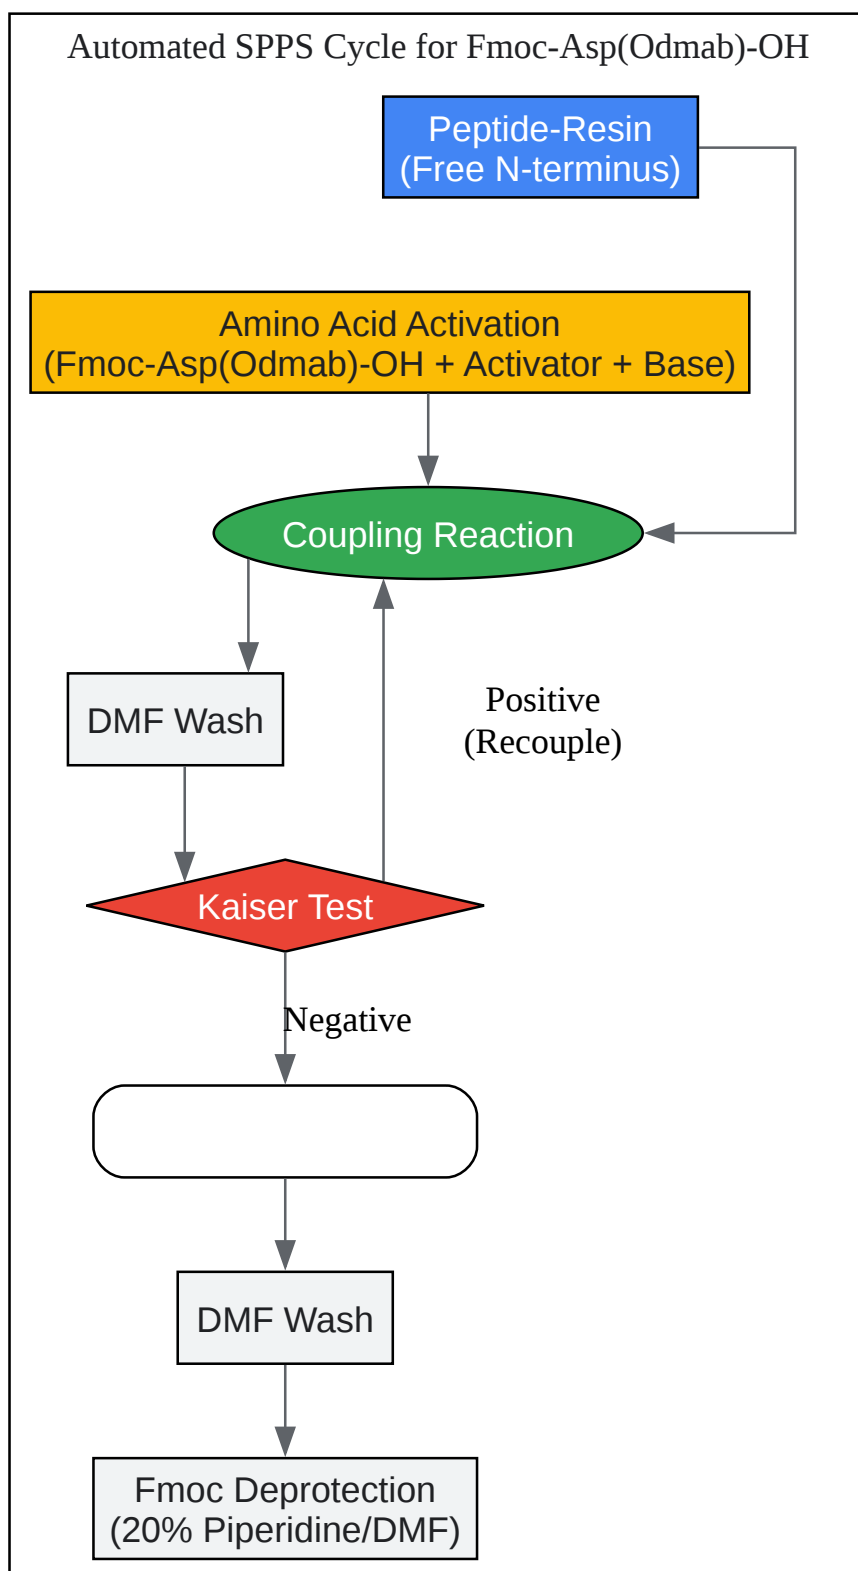 Automated SPPS Cycle for Fmoc-Asp(Odmab)-OH
Peptide-Resin
(Free N-terminus)
Amino Acid Activation
(Fmoc-Asp(Odmab)-OH + Activator + Base)
Coupling Reaction
DMF Wash
Positive
(Recouple)
Kaiser Test
Negative
DMF Wash
Fmoc Deprotection
(20% Piperidine/DMF)